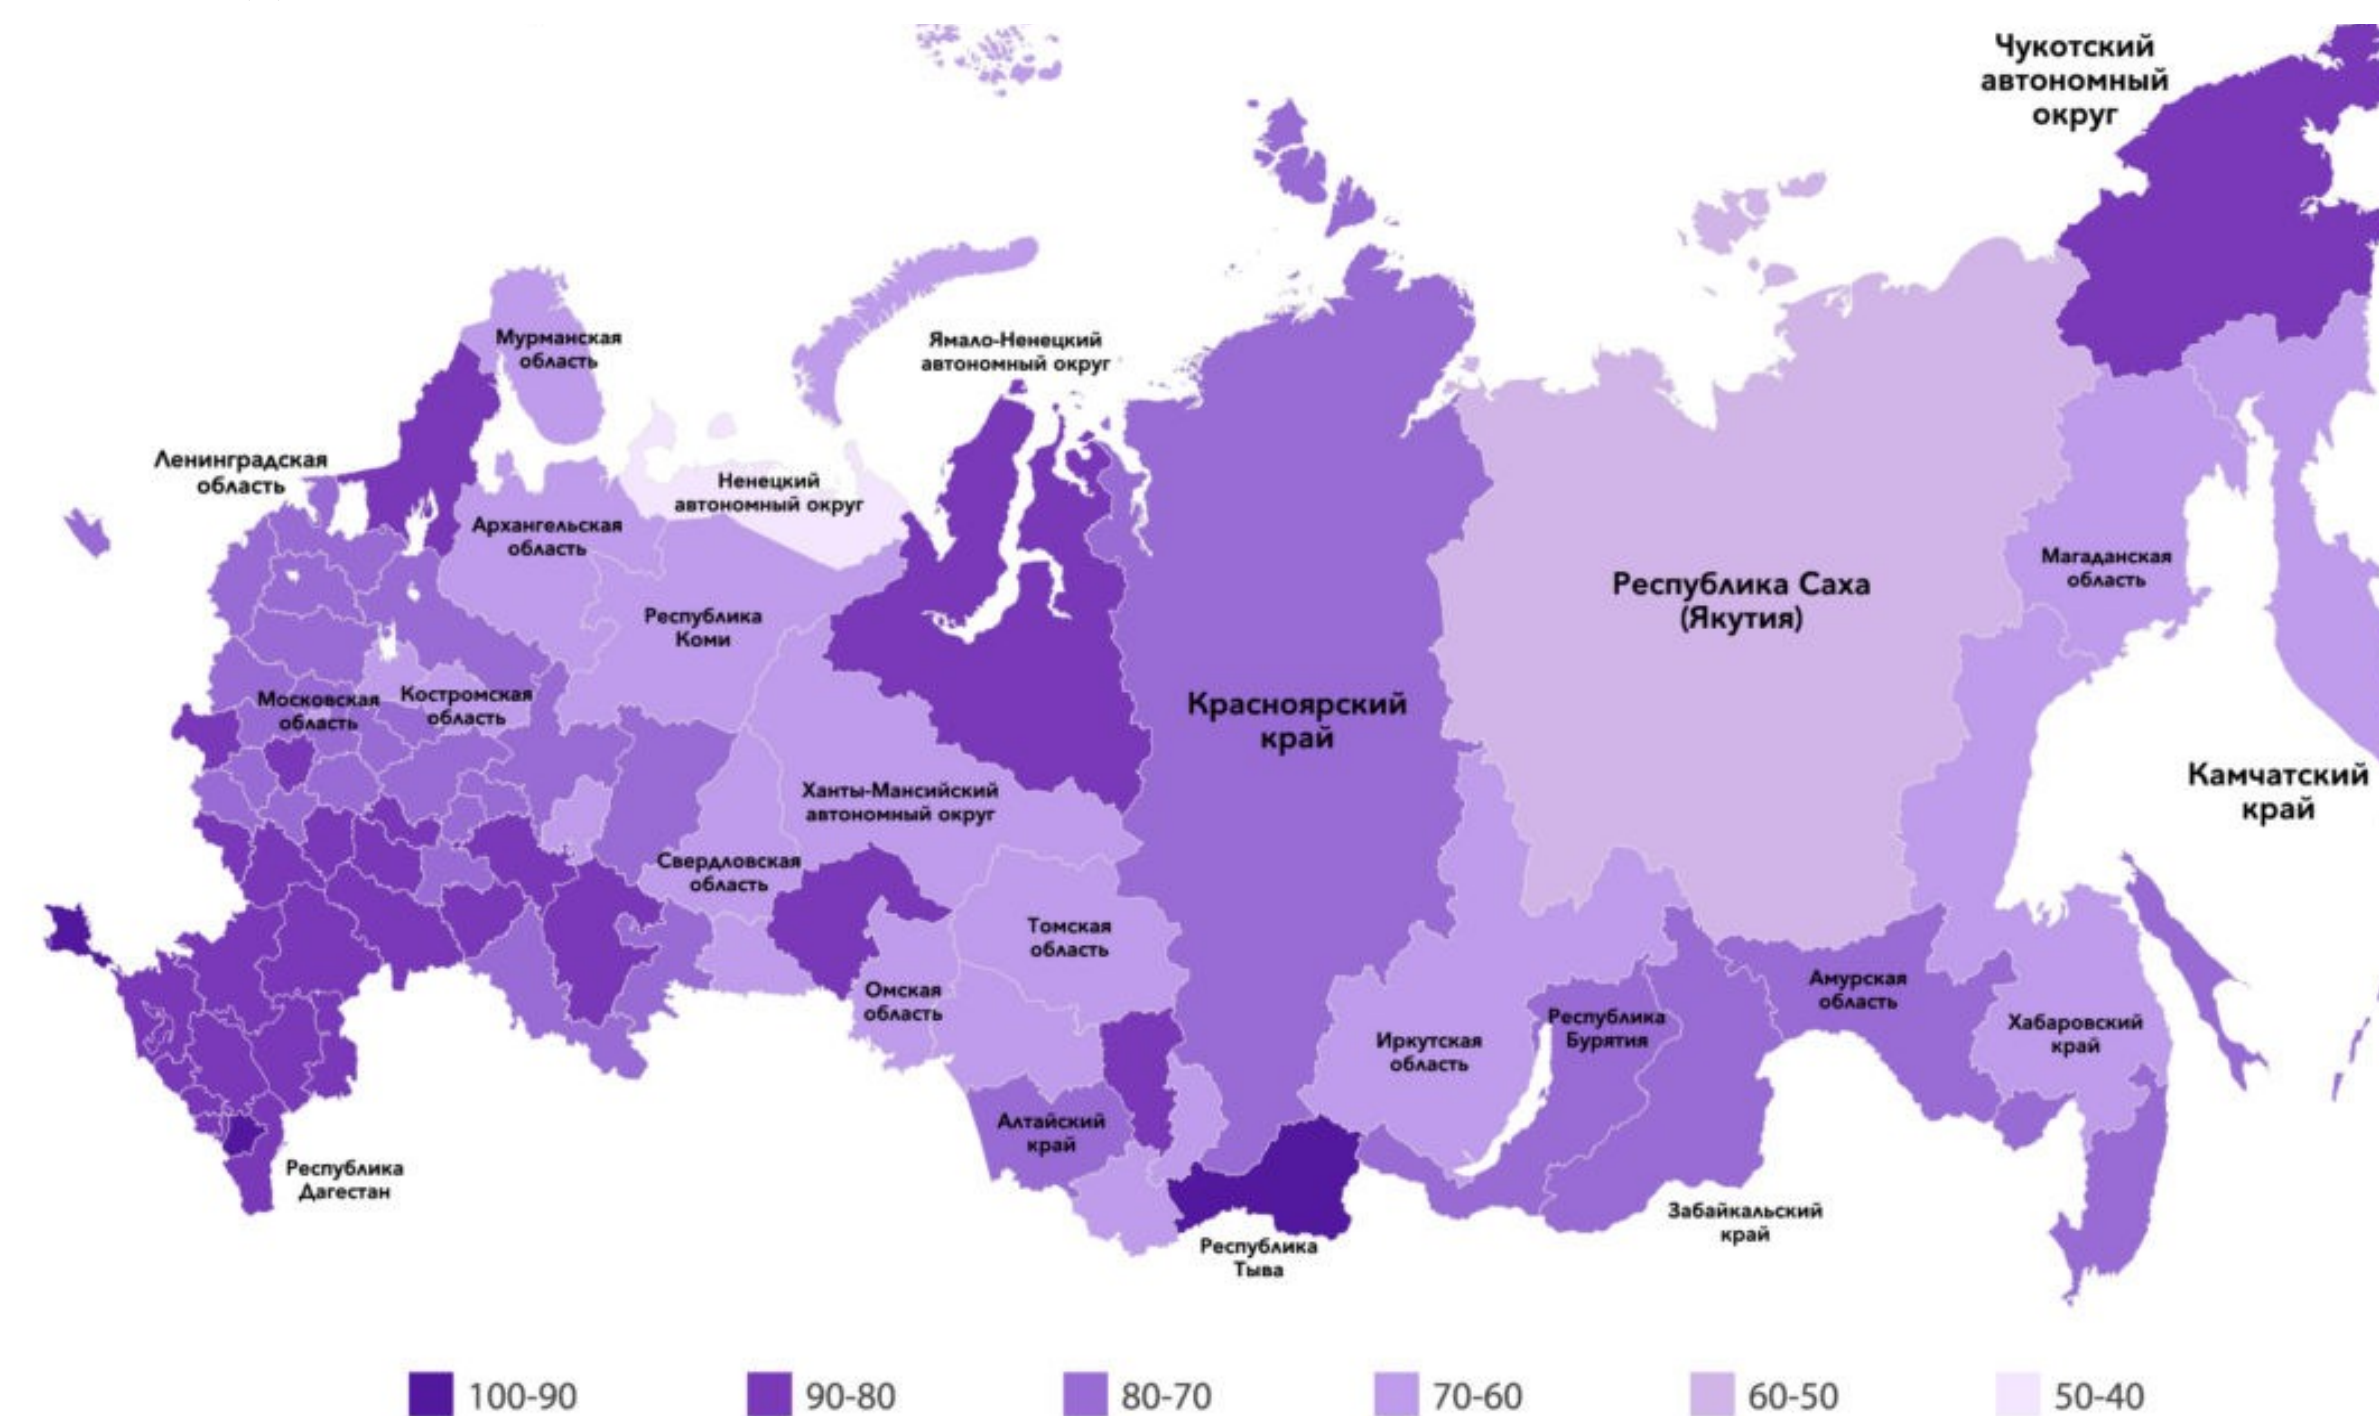 Чукотский
автономный
округ
Мурманская
область
Ямало-Ненецкий
автономный округ
Ленинградская
область
Ненецкий
автономный округ
Архангельская
область
Магаданская
область
Республика Саха
(Якутия)
Республика
Коми
Московская
область
Костромская
область
Красноярский
край
Камчатский
край
Ханты-Мансийский
автономный округ
Свердловская
область
Томская
область
Омская
область
Амурская
область
Республика
Бурятия
Хабаровский
край
Иркутская
область
Алтайский
край
Республика
Дагестан
Забайкальский
край
Республика
Тыва
100-90
90-80
80-70
70-60
60-50
50-40